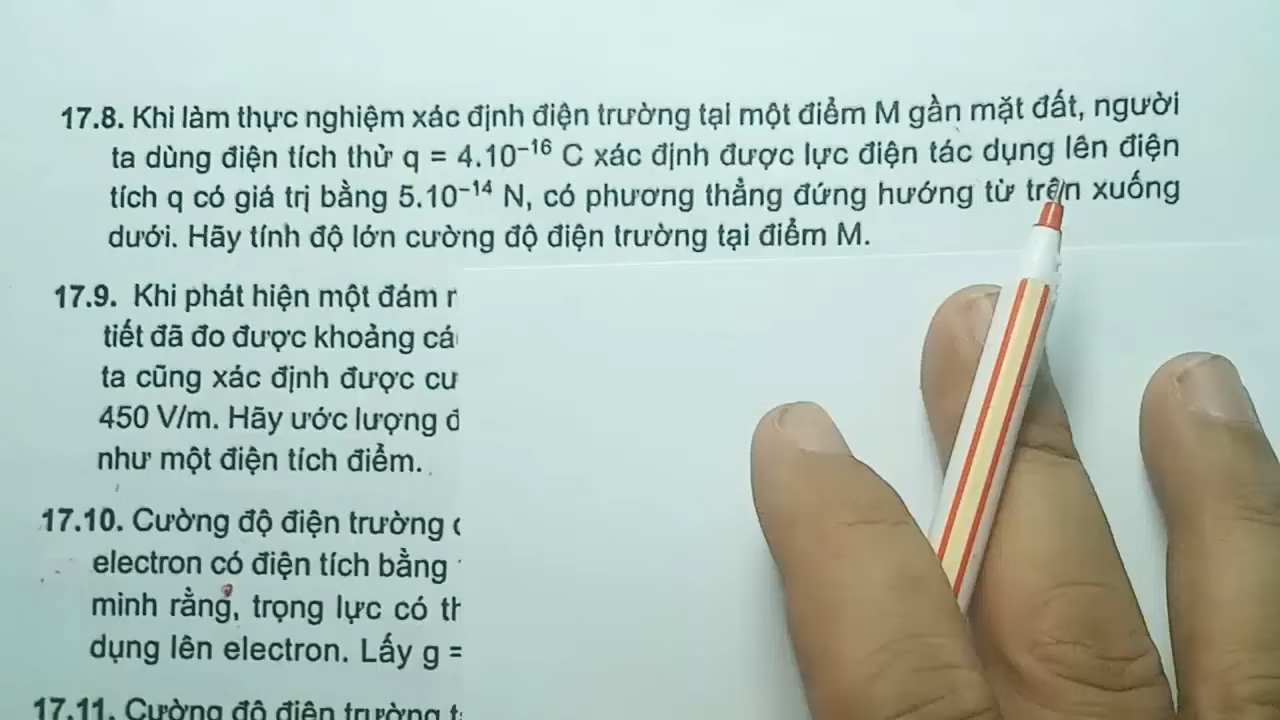 17.8. Khi làm thực nghiệm xác định điện trường tại một điểm M gần mặt đất, người
ta dùng điện tích thử q = 4.10⁻¹⁶ C xác định được lực điện tác dụng lên điện
tích q có giá trị bằng 5.10⁻¹⁴ N, có phương thẳng đứng hướng từ trên xuống
dưới. Hãy tính độ lớn cường độ điện trường tại điểm M.
17.9. Khi phát hiện một đám
tiết đã đo được khoảng
ta cũng xác định được
450 V/m. Hãy ước lượng
như một điện tích điểm.
17.10. Cường độ điện trường
electron có điện tích bằng
minh rằng, trọng lực có
dụng lên electron. Lấy g =
17.11. Cường độ điện trường